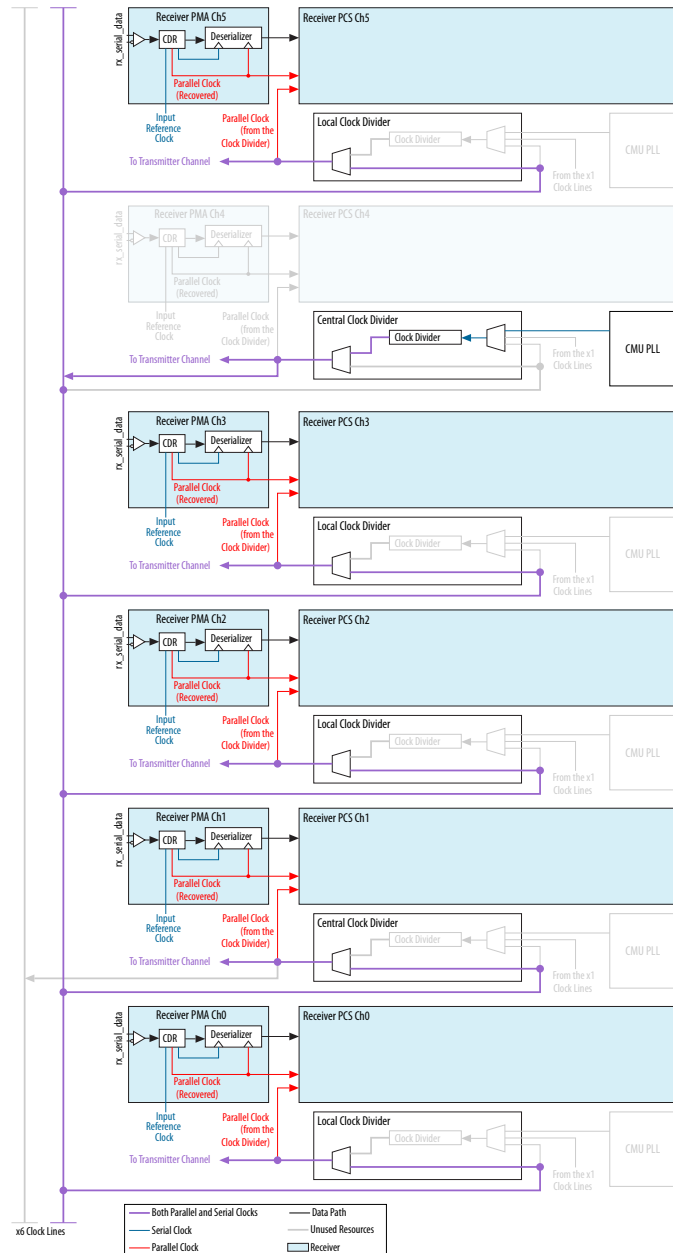 Receiver PMA Ch5
Receiver PCS Ch5
rx_serial_data
CDR
Deserializer
Parallel Clock
(Recovered)
Input
Reference
Clock
Parallel Clock
(from the
Clock Divider)
To Transmitter Channel
Local Clock Divider
Clock Divider
CMU PLL
From the x1
Clock Lines
Receiver PMA Ch4
Receiver PCS Ch4
rx_serial_data
CDR
Deserializer
Parallel Clock
(Recovered)
Input
Reference
Clock
Parallel Clock
(from the
Clock Divider)
To Transmitter Channel
Central Clock Divider
Clock Divider
CMU PLL
From the x1
Clock Lines
Receiver PMA Ch3
Receiver PCS Ch3
rx_serial_data
CDR
Deserializer
Parallel Clock
(Recovered)
Input
Reference
Clock
Parallel Clock
(from the
Clock Divider)
To Transmitter Channel
Local Clock Divider
Clock Divider
CMU PLL
From the x1
Clock Lines
Receiver PMA Ch2
Receiver PCS Ch2
rx_serial_data
CDR
Deserializer
Parallel Clock
(Recovered)
Input
Reference
Clock
Parallel Clock
(from the
Clock Divider)
To Transmitter Channel
Local Clock Divider
Clock Divider
CMU PLL
From the x1
Clock Lines
Receiver PMA Ch1
Receiver PCS Ch1
rx_serial_data
CDR
Deserializer
Parallel Clock
(Recovered)
Input
Reference
Clock
Parallel Clock
(from the
Clock Divider)
To Transmitter Channel
Central Clock Divider
Clock Divider
CMU PLL
From the x1
Clock Lines
Receiver PMA Ch0
Receiver PCS Ch0
rx_serial_data
CDR
Deserializer
Parallel Clock
(Recovered)
Input
Reference
Clock
Parallel Clock
(from the
Clock Divider)
To Transmitter Channel
Local Clock Divider
Clock Divider
CMU PLL
From the x1
Clock Lines
x6 Clock Lines
Both Parallel and Serial Clocks
Serial Clock
Parallel Clock
Data Path
Unused Resources
Receiver